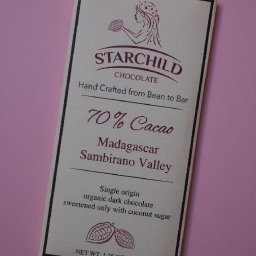 STARCHILD
CHOCOLATE
Hand Crafted from Bean to Bar
70% Cacao
Madagascar
Sambirano Valley
Single origin
organic dark chocolate
sweetened only with coconut sugar
NET WT.